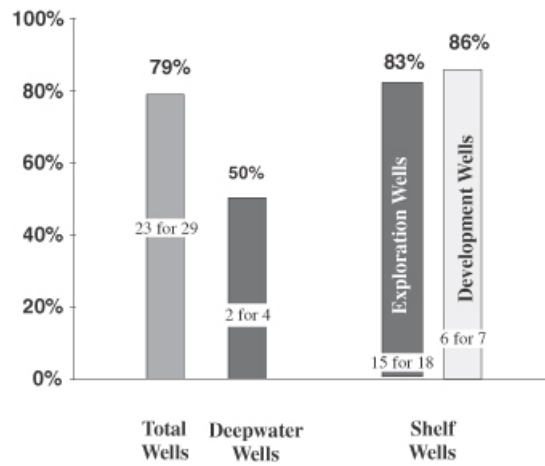 100%
80%
60%
40%
20%
0%
79%
23 for 29
50%
2 for 4
83%
Exploration Wells
15 for 18
86%
Development Wells
6 for 7
Total
Wells
Deepwater
Wells
Shelf
Wells